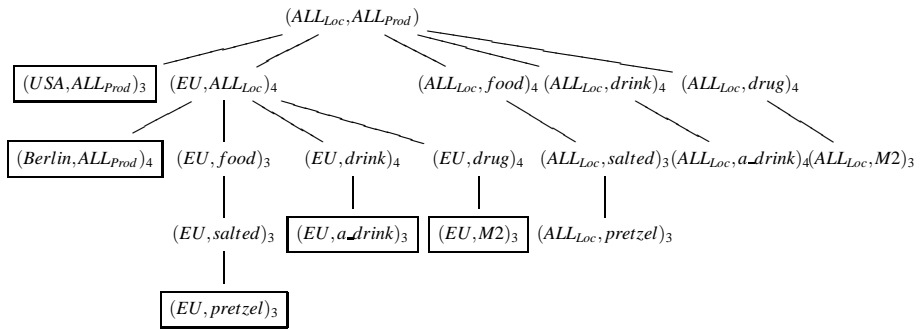 (ALL_Loc, ALL_Prod)
(USA, ALL_Prod)_3 (EU, ALL_Loc)_4 (ALL_Loc, food)_4 (ALL_Loc, drink)_4 (ALL_Loc, drug)_4
(Berlin, ALL_Prod)_4 (EU, food)_3 (EU, drink)_4 (EU, drug)_4 (ALL_Loc, salted)_3 (ALL_Loc, a_drink)_4 (ALL_Loc, M2)_3
(EU, salted)_3 (EU, a_drink)_3 (EU, M2)_3 (ALL_Loc, pretzel)_3
(EU, pretzel)_3